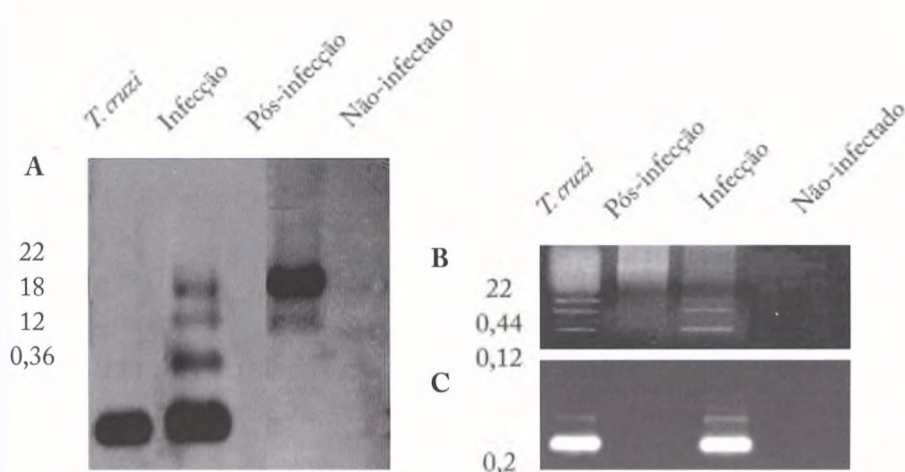 T. cruzi
Infecção
Pós-infecção
Não-infectado
A
22
18
12
0,36
T. cruzi
Pós-infecção
Infecção
Não-infectado
B
22
0,44
0,12
C
0,2